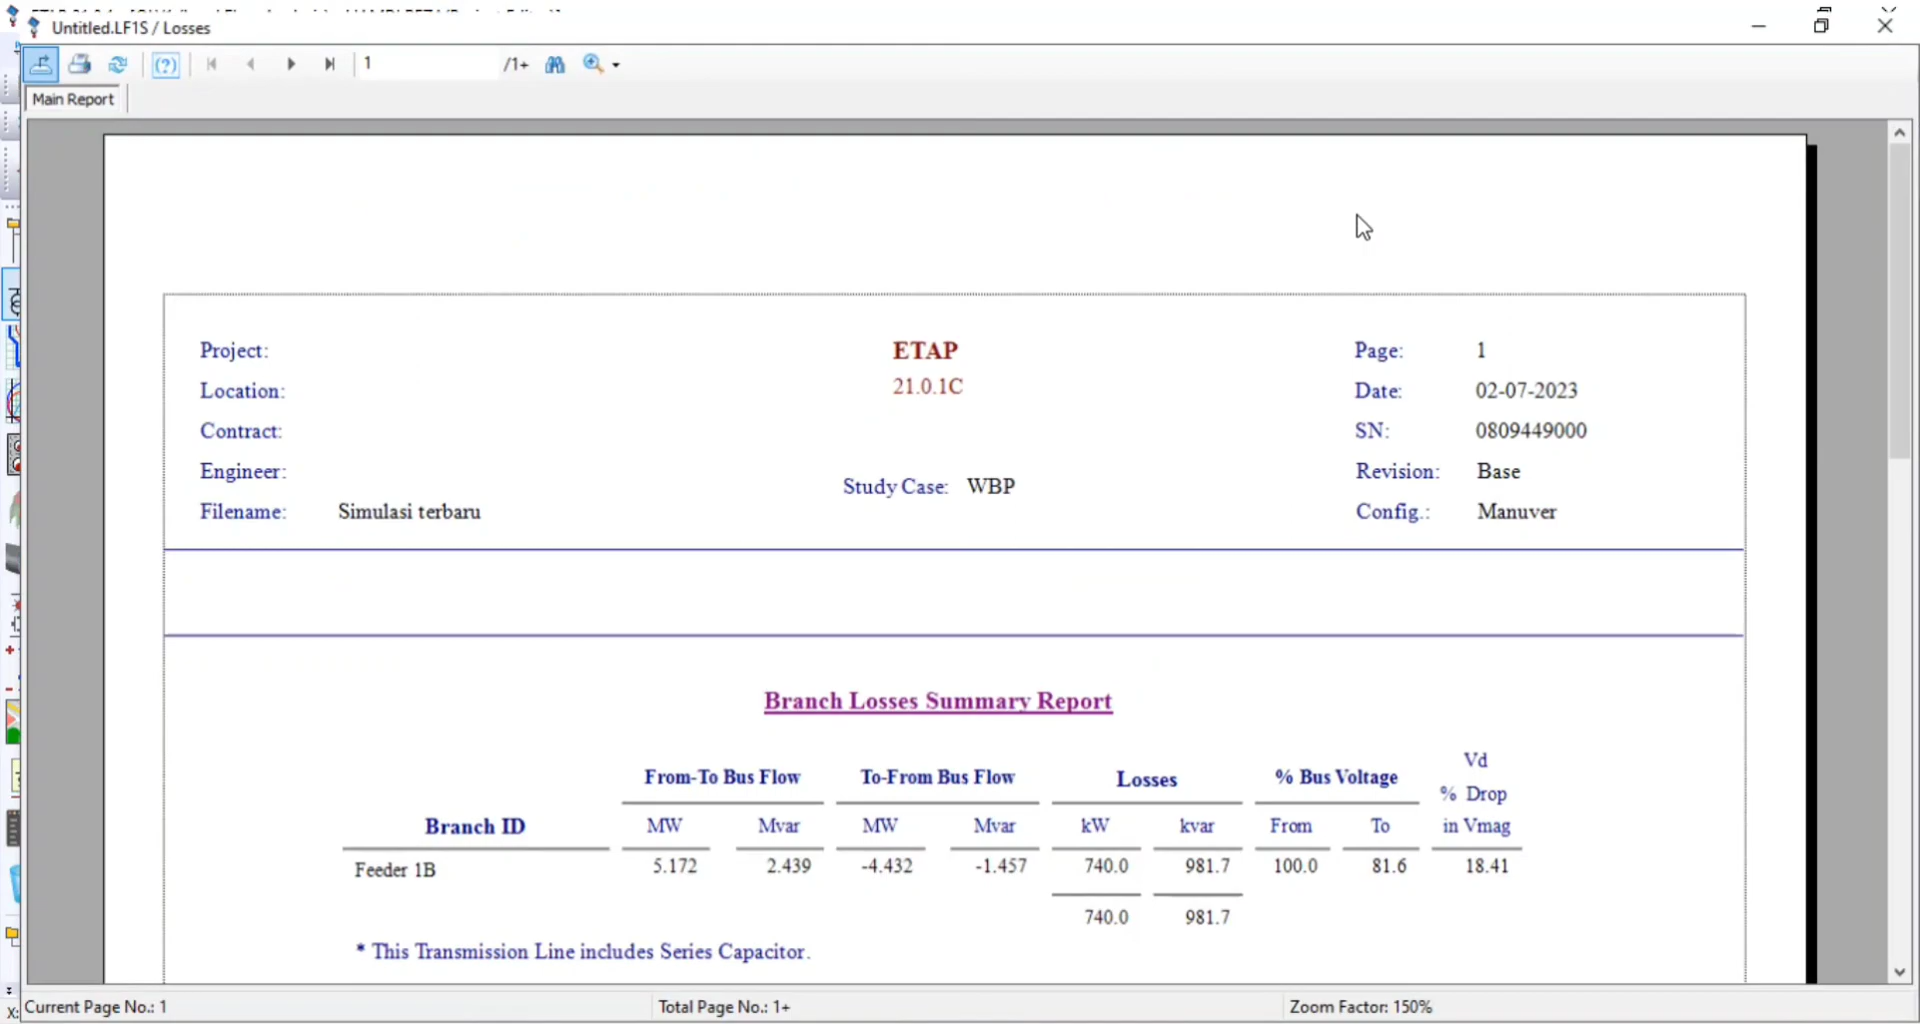 Untitled.LF1S / Losses
1 /1+
Main Report
Project: ETAP Page: 1
Location: 21.0.1C Date: 02-07-2023
Contract: SN: 0809449000
Engineer: Study Case: WBP Revision: Base
Filename: Simulasi terbaru Config.: Manuver
Branch Losses Summary Report
Vd
From-To Bus Flow To-From Bus Flow Losses % Bus Voltage
% Drop
Branch ID MW Mvar MW Mvar kW kvar From To in Vmag
Feeder 1B 5.172 2.439 -4.432 -1.457 740.0 981.7 100.0 81.6 18.41
740.0 981.7
* This Transmission Line includes Series Capacitor.
X: Current Page No.: 1 Total Page No.: 1+ Zoom Factor: 150%